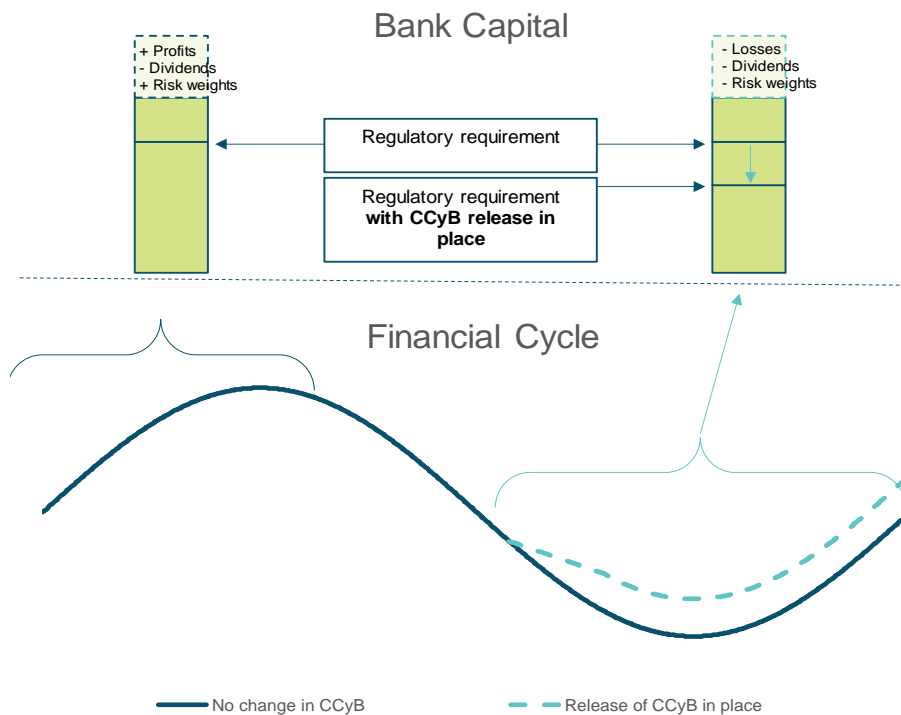 Bank Capital
+ Profits
- Dividends
+ Risk weights
- Losses
- Dividends
- Risk weights
Regulatory requirement
Regulatory requirement
with CCyB release in
place
Financial Cycle
No change in CCyB
Release of CCyB in place